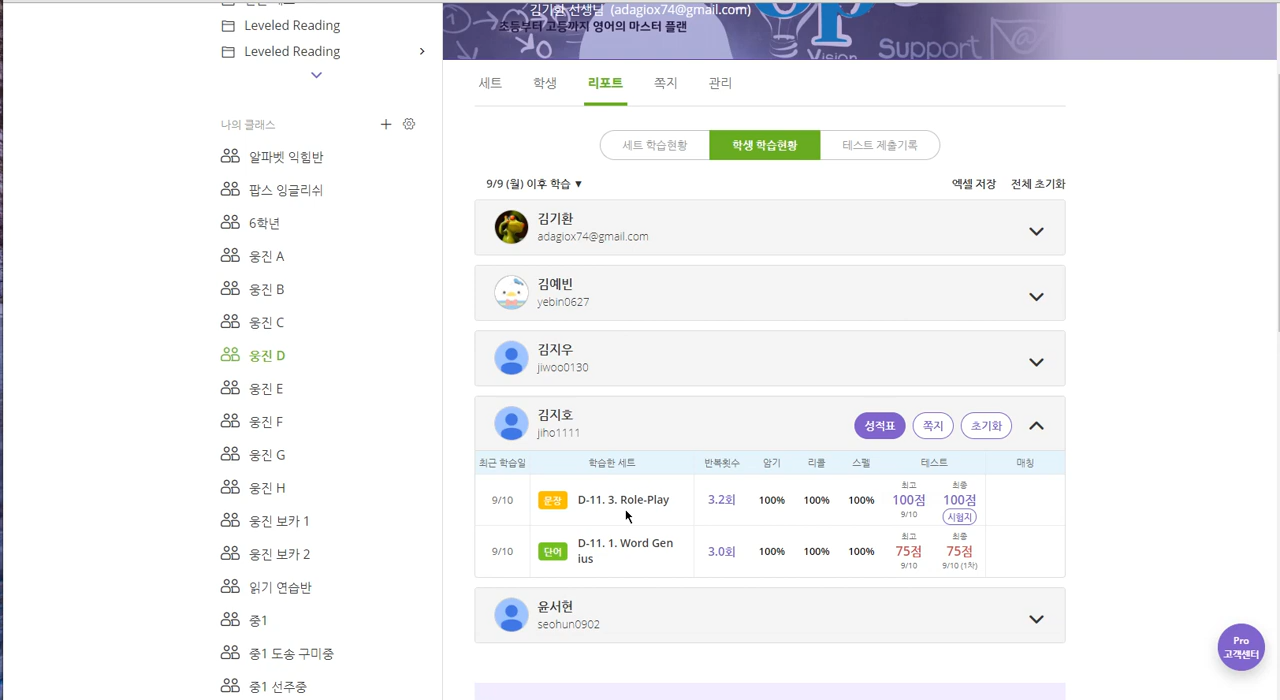 Leveled Reading
Leveled Reading
나의 클래스
알파벳 익힘반
팝스 잉글리쉬
6학년
웅진 A
웅진 B
웅진 C
웅진 D
웅진 E
웅진 F
웅진 G
웅진 H
웅진 보카 1
웅진 보카 2
읽기 연습반
중1
중1 도송 구미중
중1 선주중
김기환 선생님 (adagiox74@gmail.com)
초등부터 고등까지 영어의 마스터 플랜
Vision
Support
세트 학생 리포트 쪽지 관리
세트 학습현황 학생 학습현황 테스트 제출기록
9/9 (월) 이후 학습 ▼ 엑셀 저장 전체 초기화
김기환
adagiox74@gmail.com
김예빈
yebin0627
김지우
jiwoo0130
김지호
jiho1111
성적표 쪽지 초기화
최근 학습일 학습한 세트 반복횟수 암기 리콜 스펠 테스트 매칭
9/10 문장 D-11. 3. Role-Play 3.2회 100% 100% 100%
최고 최종
100점 100점
9/10 시험지
9/10 단어 D-11. 1. Word Gen
ius
3.0회 100% 100% 100%
최고 최종
75점 75점
9/10 9/10 (1차)
윤서현
seohun0902
Pro
고객센터